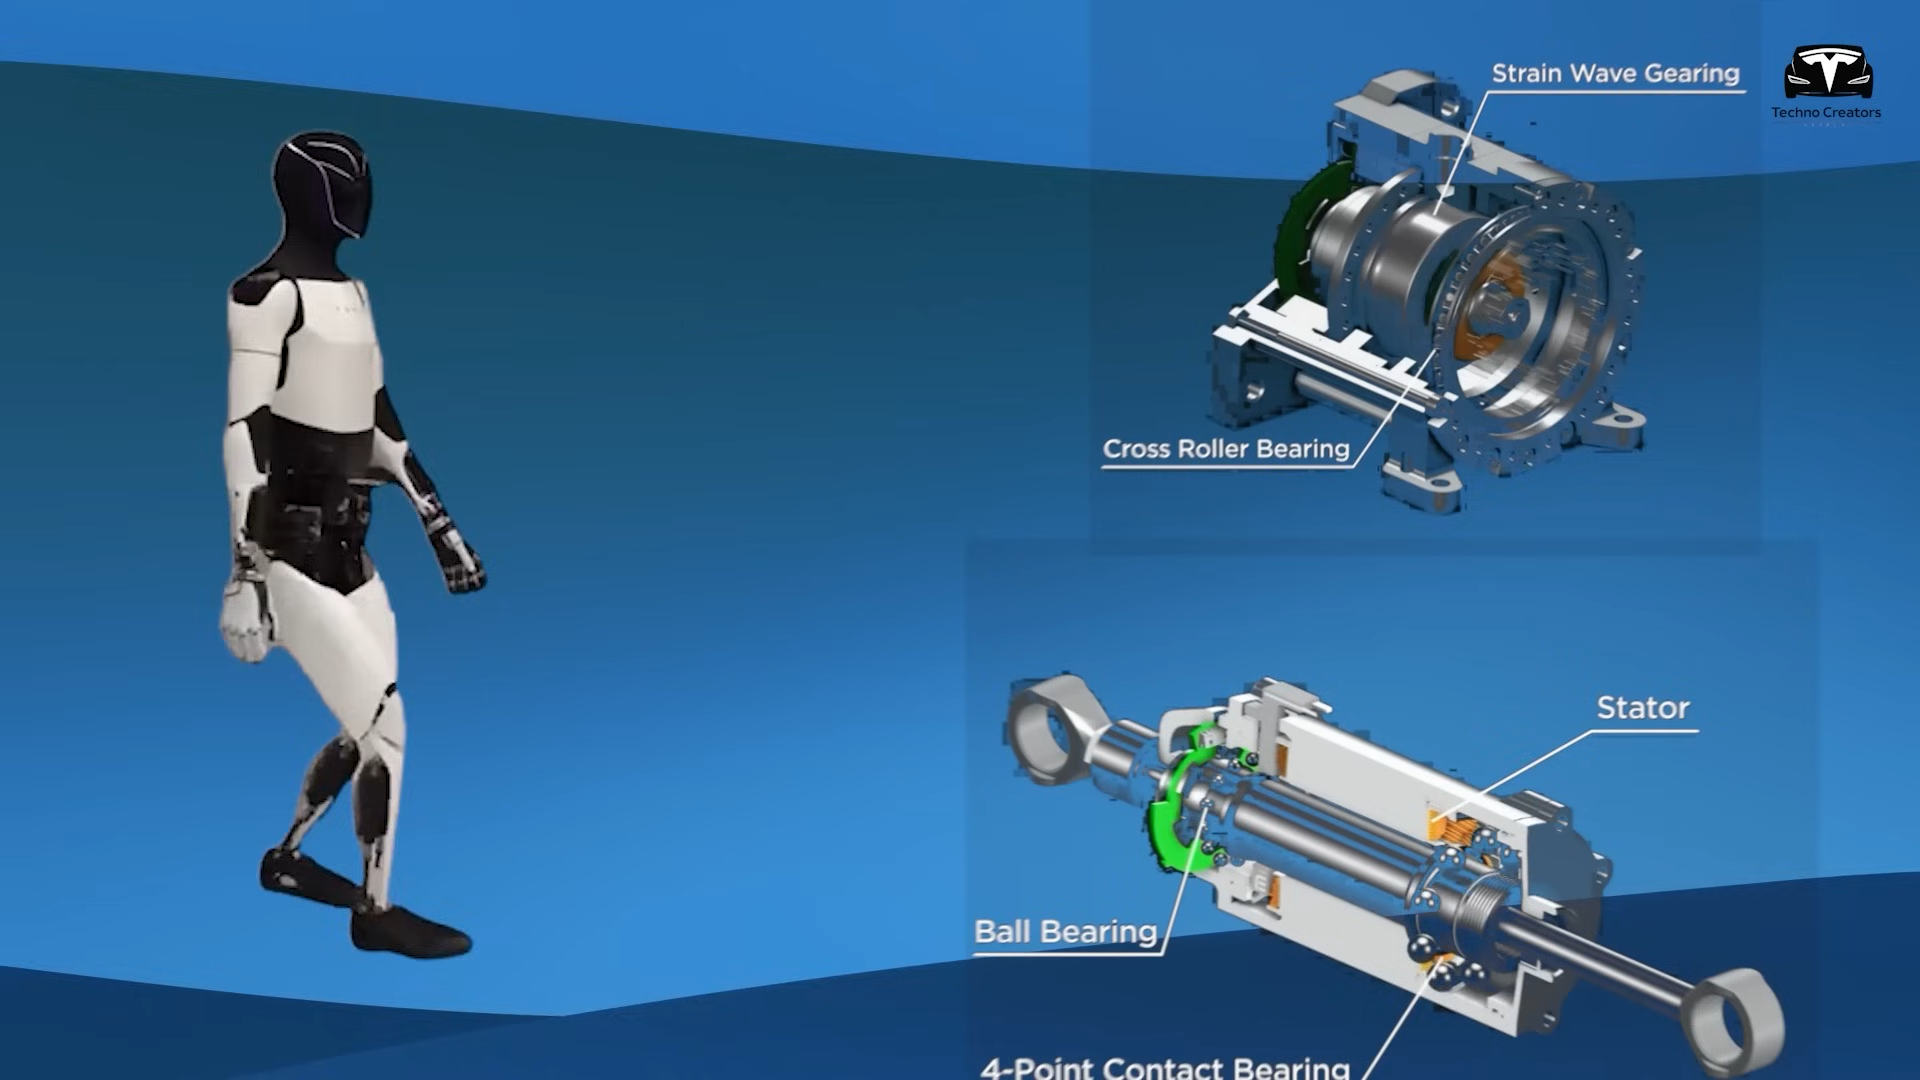 Strain Wave Gearing
Techno Creators
Cross Roller Bearing
Stator
Ball Bearing
4-Point Contact Bearing